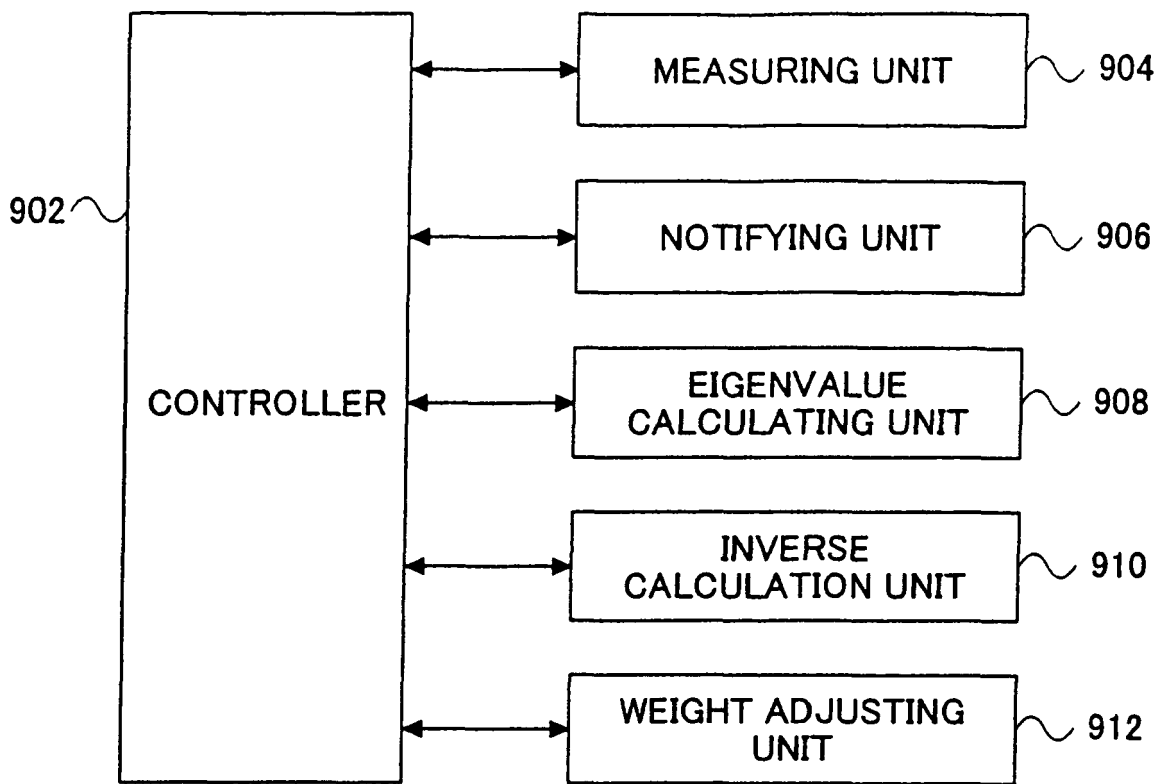 MEASURING UNIT
904
902
NOTIFYING UNIT
906
CONTROLLER
EIGENVALUE
CALCULATING UNIT
908
INVERSE
CALCULATION UNIT
910
WEIGHT ADJUSTING
UNIT
912